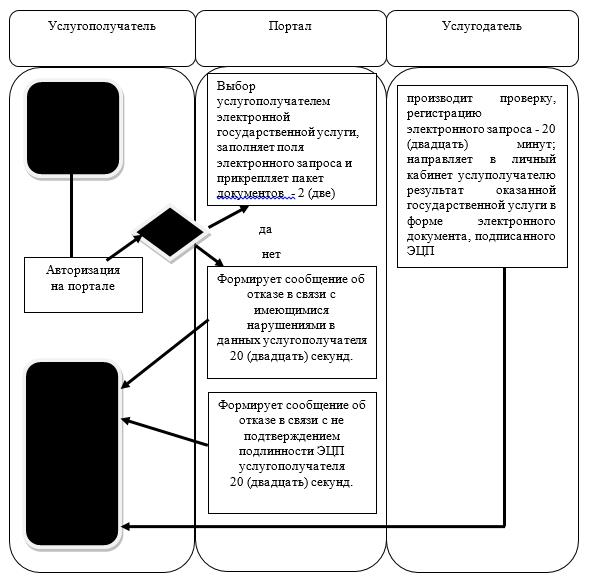 Услугополучатель
Портал
Услугодатель
Выбор
услугополучателем
электронной
государственной услуги,
заполняет поля
электронного запроса и
прикрепляет пакет
документов - 2 (две)
производит проверку,
регистрацию
электронного запроса - 20
(двадцать) минут;
направляет в личный
кабинет услуполучателю
результат оказанной
государственной услуги в
форме электронного
документа, подписанного
ЭЦП
да
нет
Авторизация
на портале
Формирует сообщение об
отказе в связи с
имеющимися
нарушениями в
данных услугополучателя
20 (двадцать) секунд.
Формирует сообщение об
отказе в связи с не
подтверждением
подлинности ЭЦП
услугополучателя
20 (двадцать) секунд.